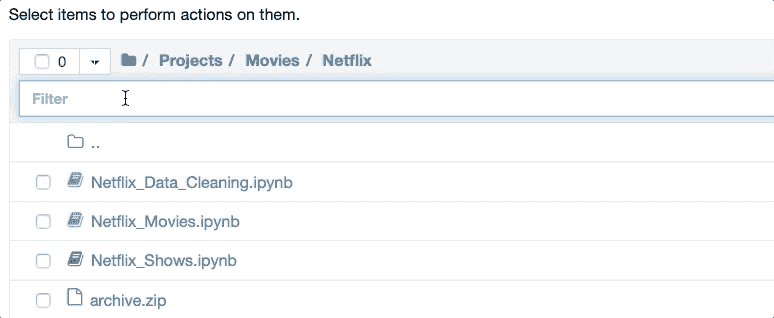 Select items to perform actions on them.
0 / Projects / Movies / Netflix
Filter
..
Netflix_Data_Cleaning.ipynb
Netflix_Movies.ipynb
Netflix_Shows.ipynb
archive.zip